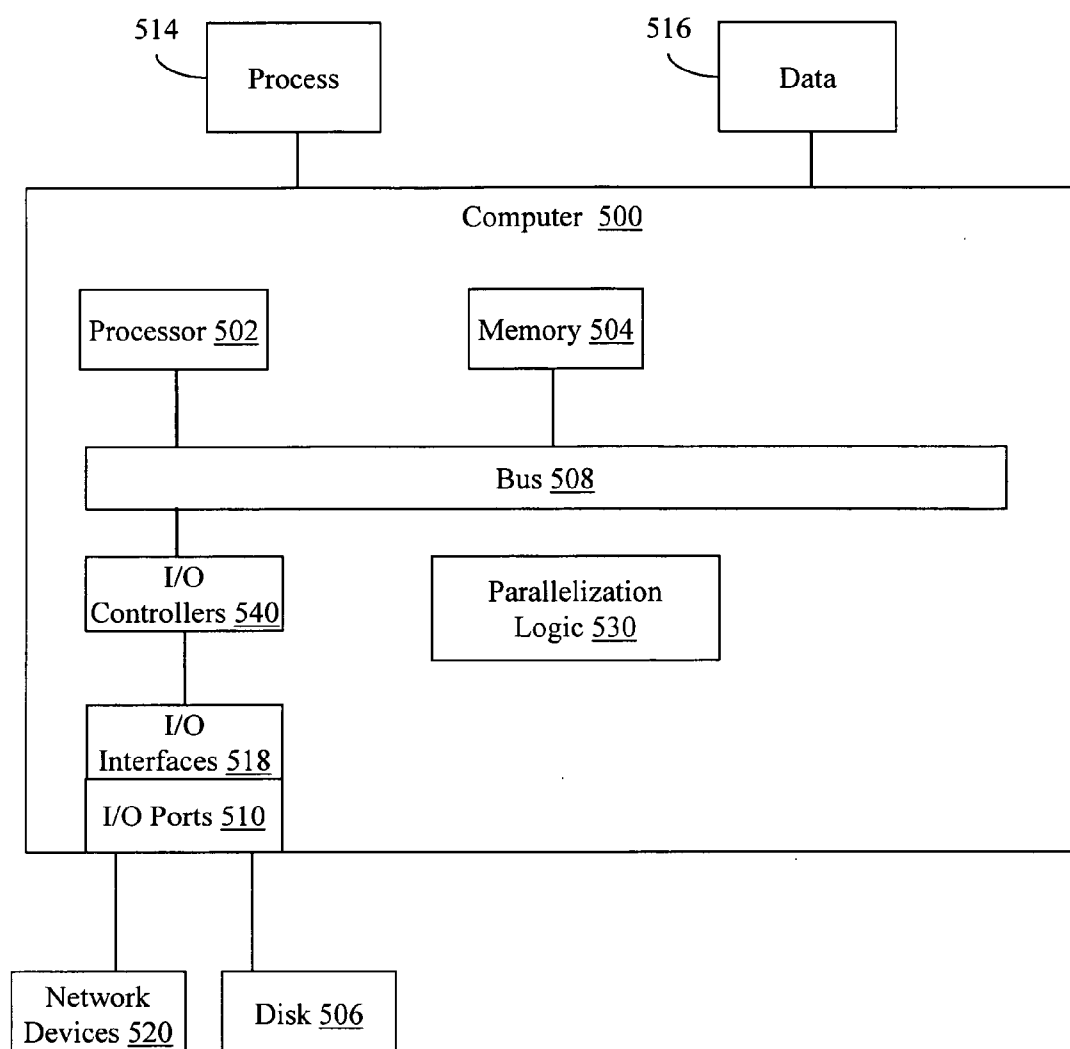 514
Process
516
Data
Computer 500
Processor 502
Memory 504
Bus 508
I/O
Controllers 540
Parallelization
Logic 530
I/O
Interfaces 518
I/O Ports 510
Network
Devices 520
Disk 506